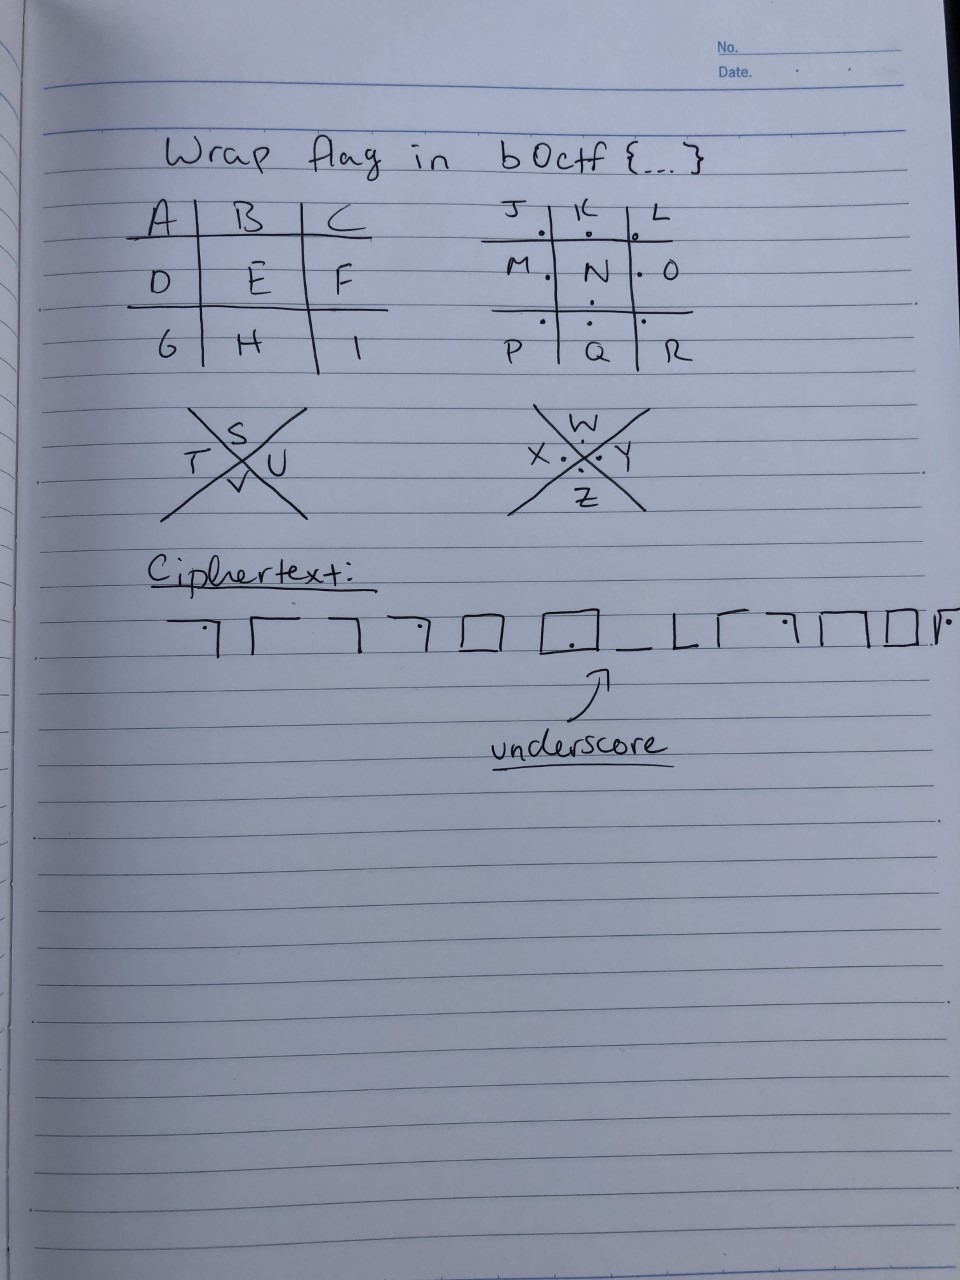 No.
Date.
Wrap flag in b0ctf {...}
A B C J K L
D E F M N O
G H I P Q R
S W
T U X Y
V Z
Ciphertext:
underscore